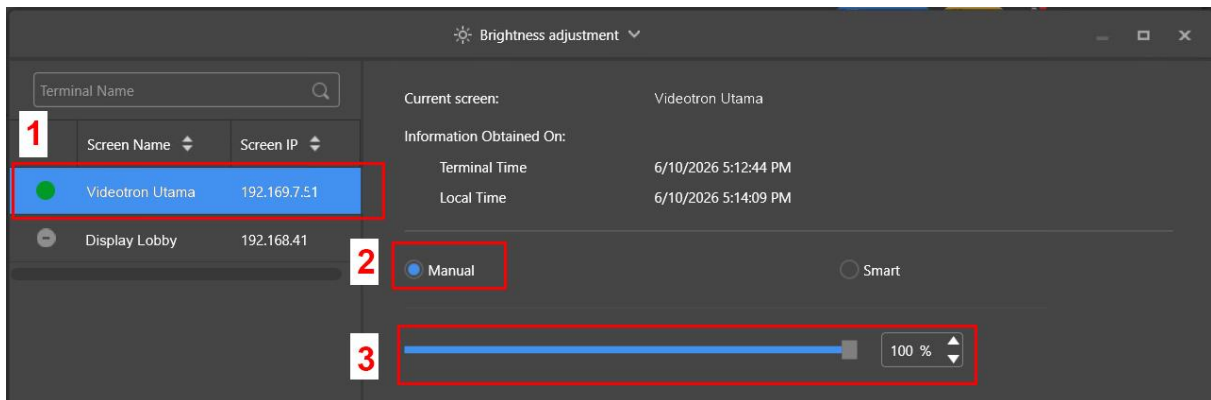 Brightness adjustment
Terminal Name
1
Screen Name Screen IP
Videotron Utama 192.169.7.51
Display Lobby 192.168.41
Current screen: Videotron Utama
Information Obtained On:
Terminal Time 6/10/2026 5:12:44 PM
Local Time 6/10/2026 5:14:09 PM
2
Manual Smart
3
100 %